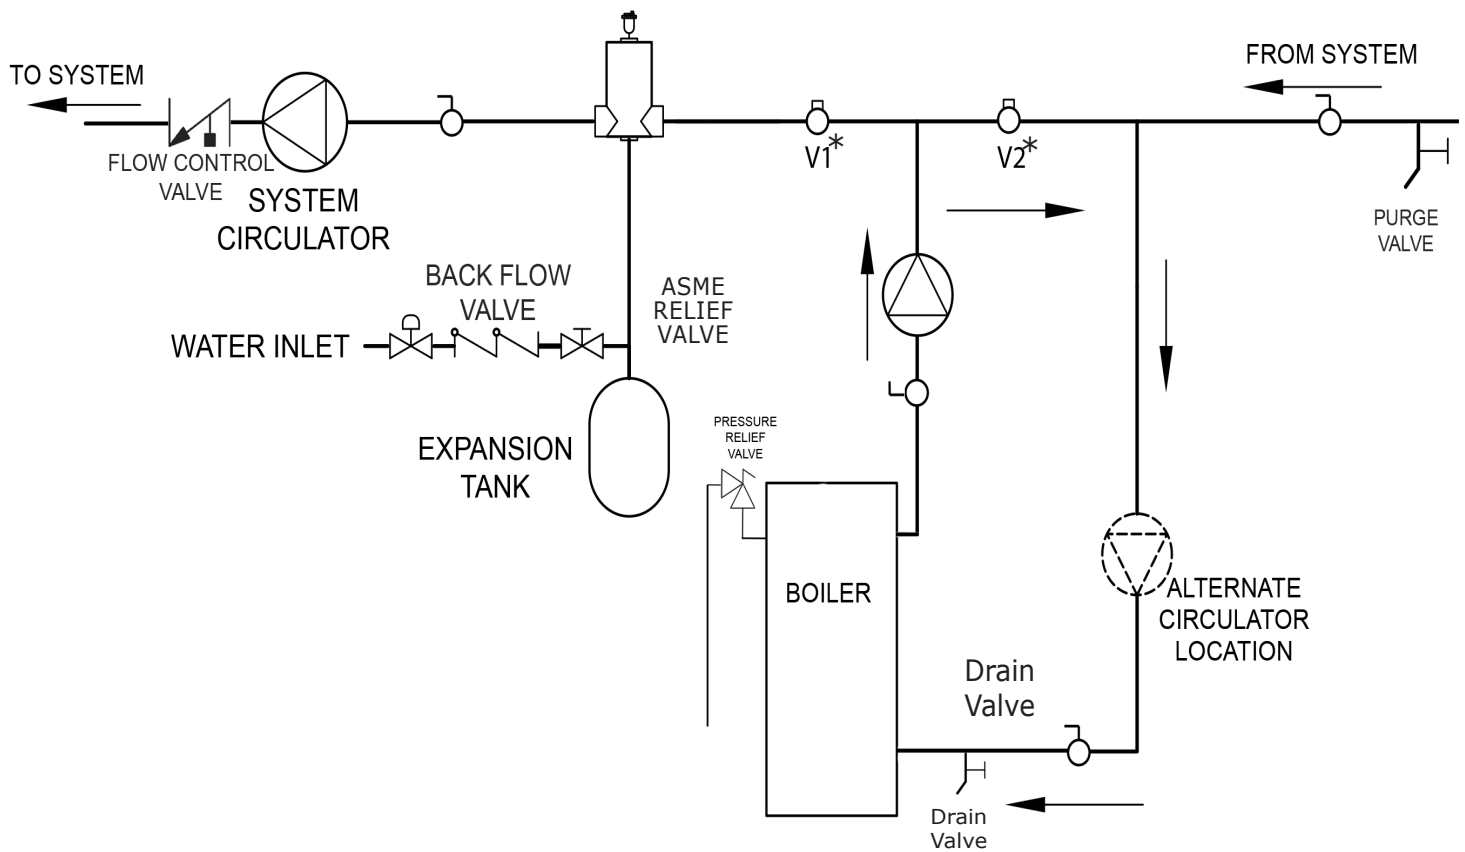 TO SYSTEM
FROM SYSTEM
FLOW CONTROL
VALVE
SYSTEM
CIRCULATOR
V1*
V2*
PURGE
VALVE
BACK FLOW
VALVE
ASME
RELIEF
VALVE
WATER INLET
EXPANSION
TANK
PRESSURE
RELIEF
VALVE
BOILER
ALTERNATE
CIRCULATOR
LOCATION
Drain
Valve
Drain
Valve